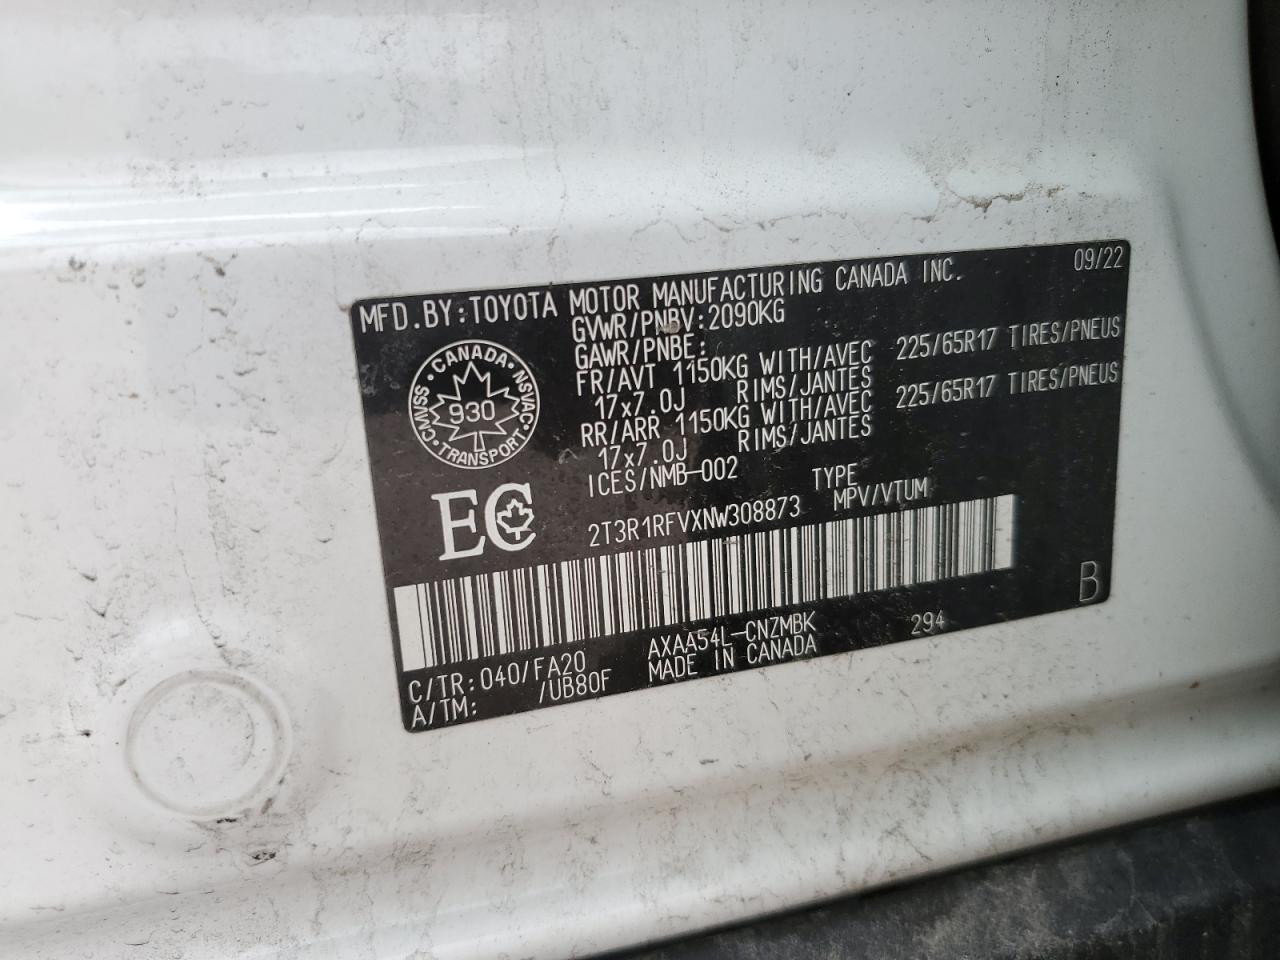 MFD.BY:TOYOTA MOTOR MANUFACTURING CANADA INC. 09/22
GVWR/PNBV:2090KG
GAWR/PNBE:
FR/AVT 1150KG WITH/AVEC 225/65R17 TIRES/PNEUS
17x7.0J RIMS/JANTES
RR/ARR 1150KG WITH/AVEC 225/65R17 TIRES/PNEUS
17x7.0J RIMS/JANTES
ICES/NMB-002 TYPE
MPV/VTUM
CANADA
CMVSS 930 NSVAC
TRANSPORT
EC
2T3R1RFVXNW308873
B
C/TR:040/FA20 AXAA54L-CNZMBK 294
A/TM: /UB80F MADE IN CANADA